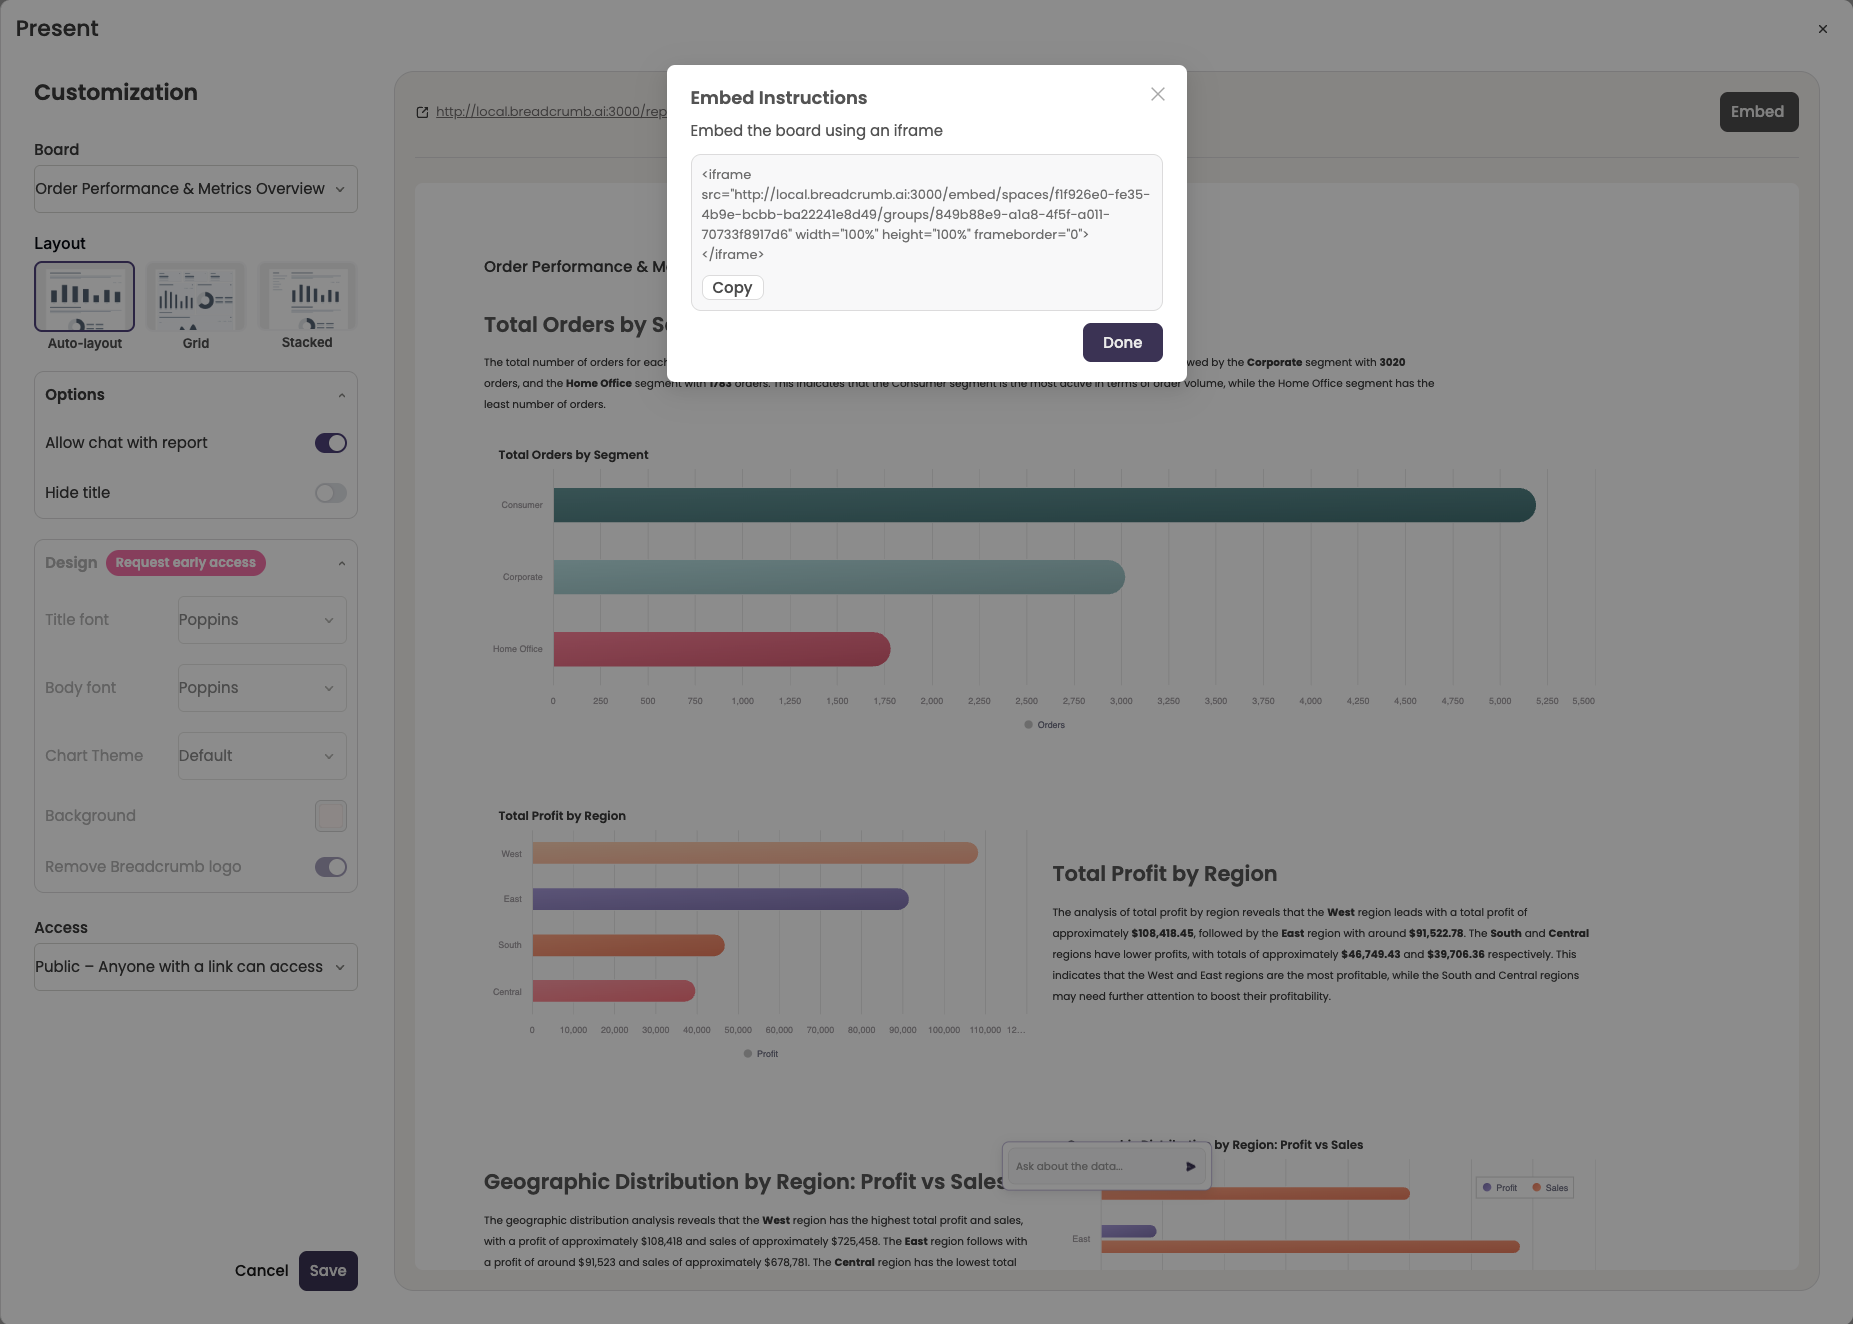 Present
Customization
Board
Order Performance & Metrics Overview
Layout
Auto-layout
Grid
Stacked
Options
Allow chat with report
Hide title
Design
Request early access
Title font
Poppins
Body font
Poppins
Chart Theme
Default
Background
Remove Breadcrumb logo
Access
Public – Anyone with a link can access
Cancel
Save
http://local.breadcrumb.ai:3000/rep
Embed
Embed Instructions
Embed the board using an iframe
<iframe
src="http://local.breadcrumb.ai:3000/embed/spaces/f1f926e0-fe35-
4b9e-bcbb-ba22241e8d49/groups/849b88e9-a1a8-4f5f-a011-
70733f8917d6" width="100%" height="100%" frameborder="0">
</iframe>
Copy
Done
Order Performance &
Total Orders by
The total number of orders for each
wed by the Corporate segment with 3020
orders, and the Home Office segment with 1783 orders. This indicates that the Consumer segment is the most active in terms of order volume, while the Home Office segment has the
least number of orders.
Total Orders by Segment
Consumer
Corporate
Home Office
0 250 500 750 1,000 1,250 1,500 1,750 2,000 2,250 2,500 2,750 3,000 3,250 3,500 3,750 4,000 4,250 4,500 4,750 5,000 5,250 5,500
Orders
Total Profit by Region
West
East
South
Central
0 10,000 20,000 30,000 40,000 50,000 60,000 70,000 80,000 90,000 100,000 110,000 12...
Profit
Total Profit by Region
The analysis of total profit by region reveals that the West region leads with a total profit of
approximately $108,418.45, followed by the East region with around $91,522.78. The South and Central
regions have lower profits, with totals of approximately $46,749.43 and $39,706.36 respectively. This
indicates that the West and East regions are the most profitable, while the South and Central regions
may need further attention to boost their profitability.
Geographic Distribution by Region: Profit vs Sales
The geographic distribution analysis reveals that the West region has the highest total profit and sales,
with a profit of approximately $108,418 and sales of approximately $725,458. The East region follows with
a profit of around $91,523 and sales of approximately $678,781. The Central region has the lowest total
by Region: Profit vs Sales
Ask about the data...
Profit
Sales
East